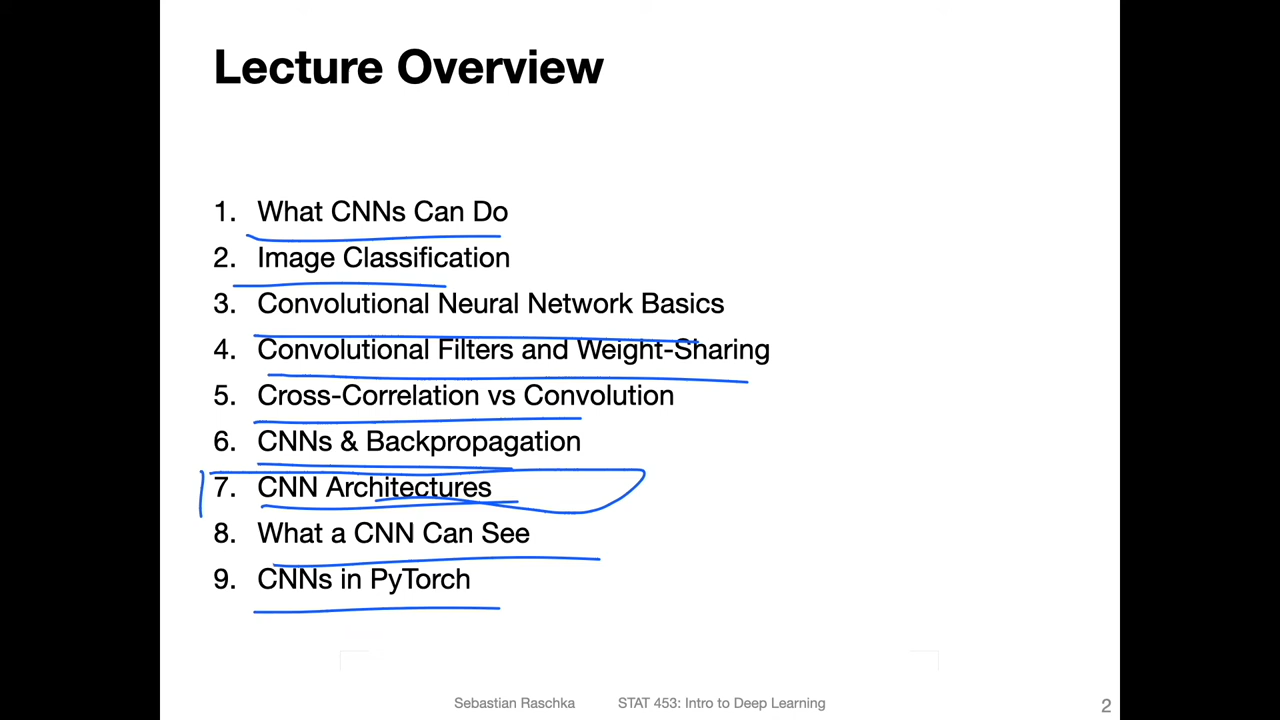 Lecture Overview
1. What CNNs Can Do
2. Image Classification
3. Convolutional Neural Network Basics
4. Convolutional Filters and Weight-Sharing
5. Cross-Correlation vs Convolution
6. CNNs & Backpropagation
7. CNN Architectures
8. What a CNN Can See
9. CNNs in PyTorch
Sebastian Raschka STAT 453: Intro to Deep Learning 2